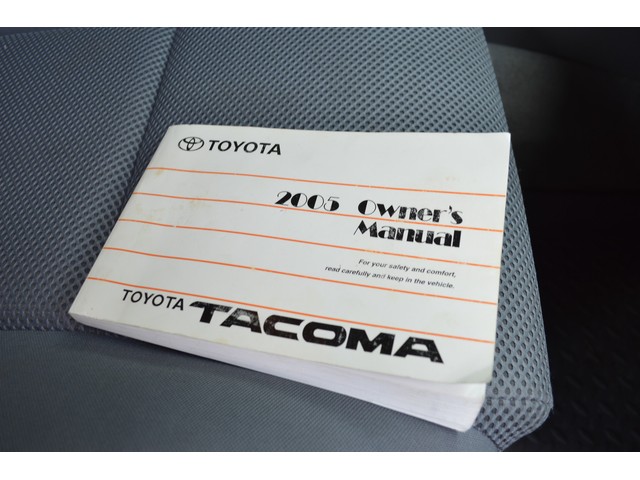 TOYOTA
2005 Owner's
Manual
For your safety and comfort,
read carefully and keep in the vehicle.
TOYOTA TACOMA